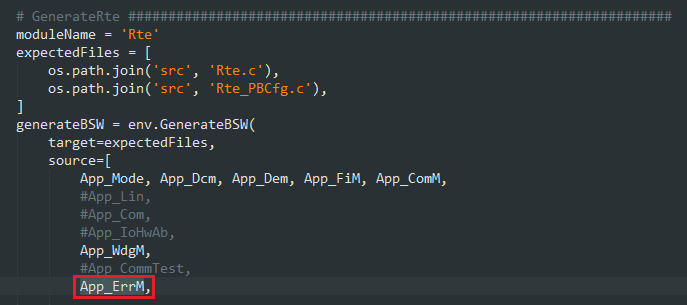 # GenerateRte ####################################################################
moduleName = 'Rte'
expectedFiles = [
    os.path.join('src', 'Rte.c'),
    os.path.join('src', 'Rte_PBCfg.c'),
]
generateBSW = env.GenerateBSW(
    target=expectedFiles,
    source=[
        App_Mode, App_Dcm, App_Dem, App_FiM, App_ComM,
        #App_Lin,
        #App_Com,
        #App_IoHwAb,
        App_WdgM,
        #App_CommTest,
        App_ErrM,